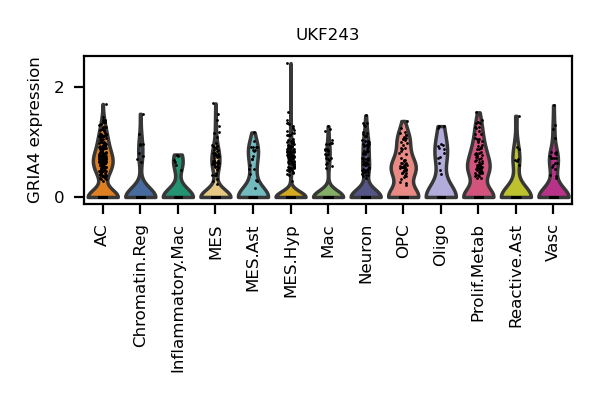 UKF243
GRIA4 expression
2
0
AC
Chromatin.Reg
Inflammatory.Mac
MES
MES.Ast
MES.Hyp
Mac
Neuron
OPC
Oligo
Prolif.Metab
Reactive.Ast
Vasc